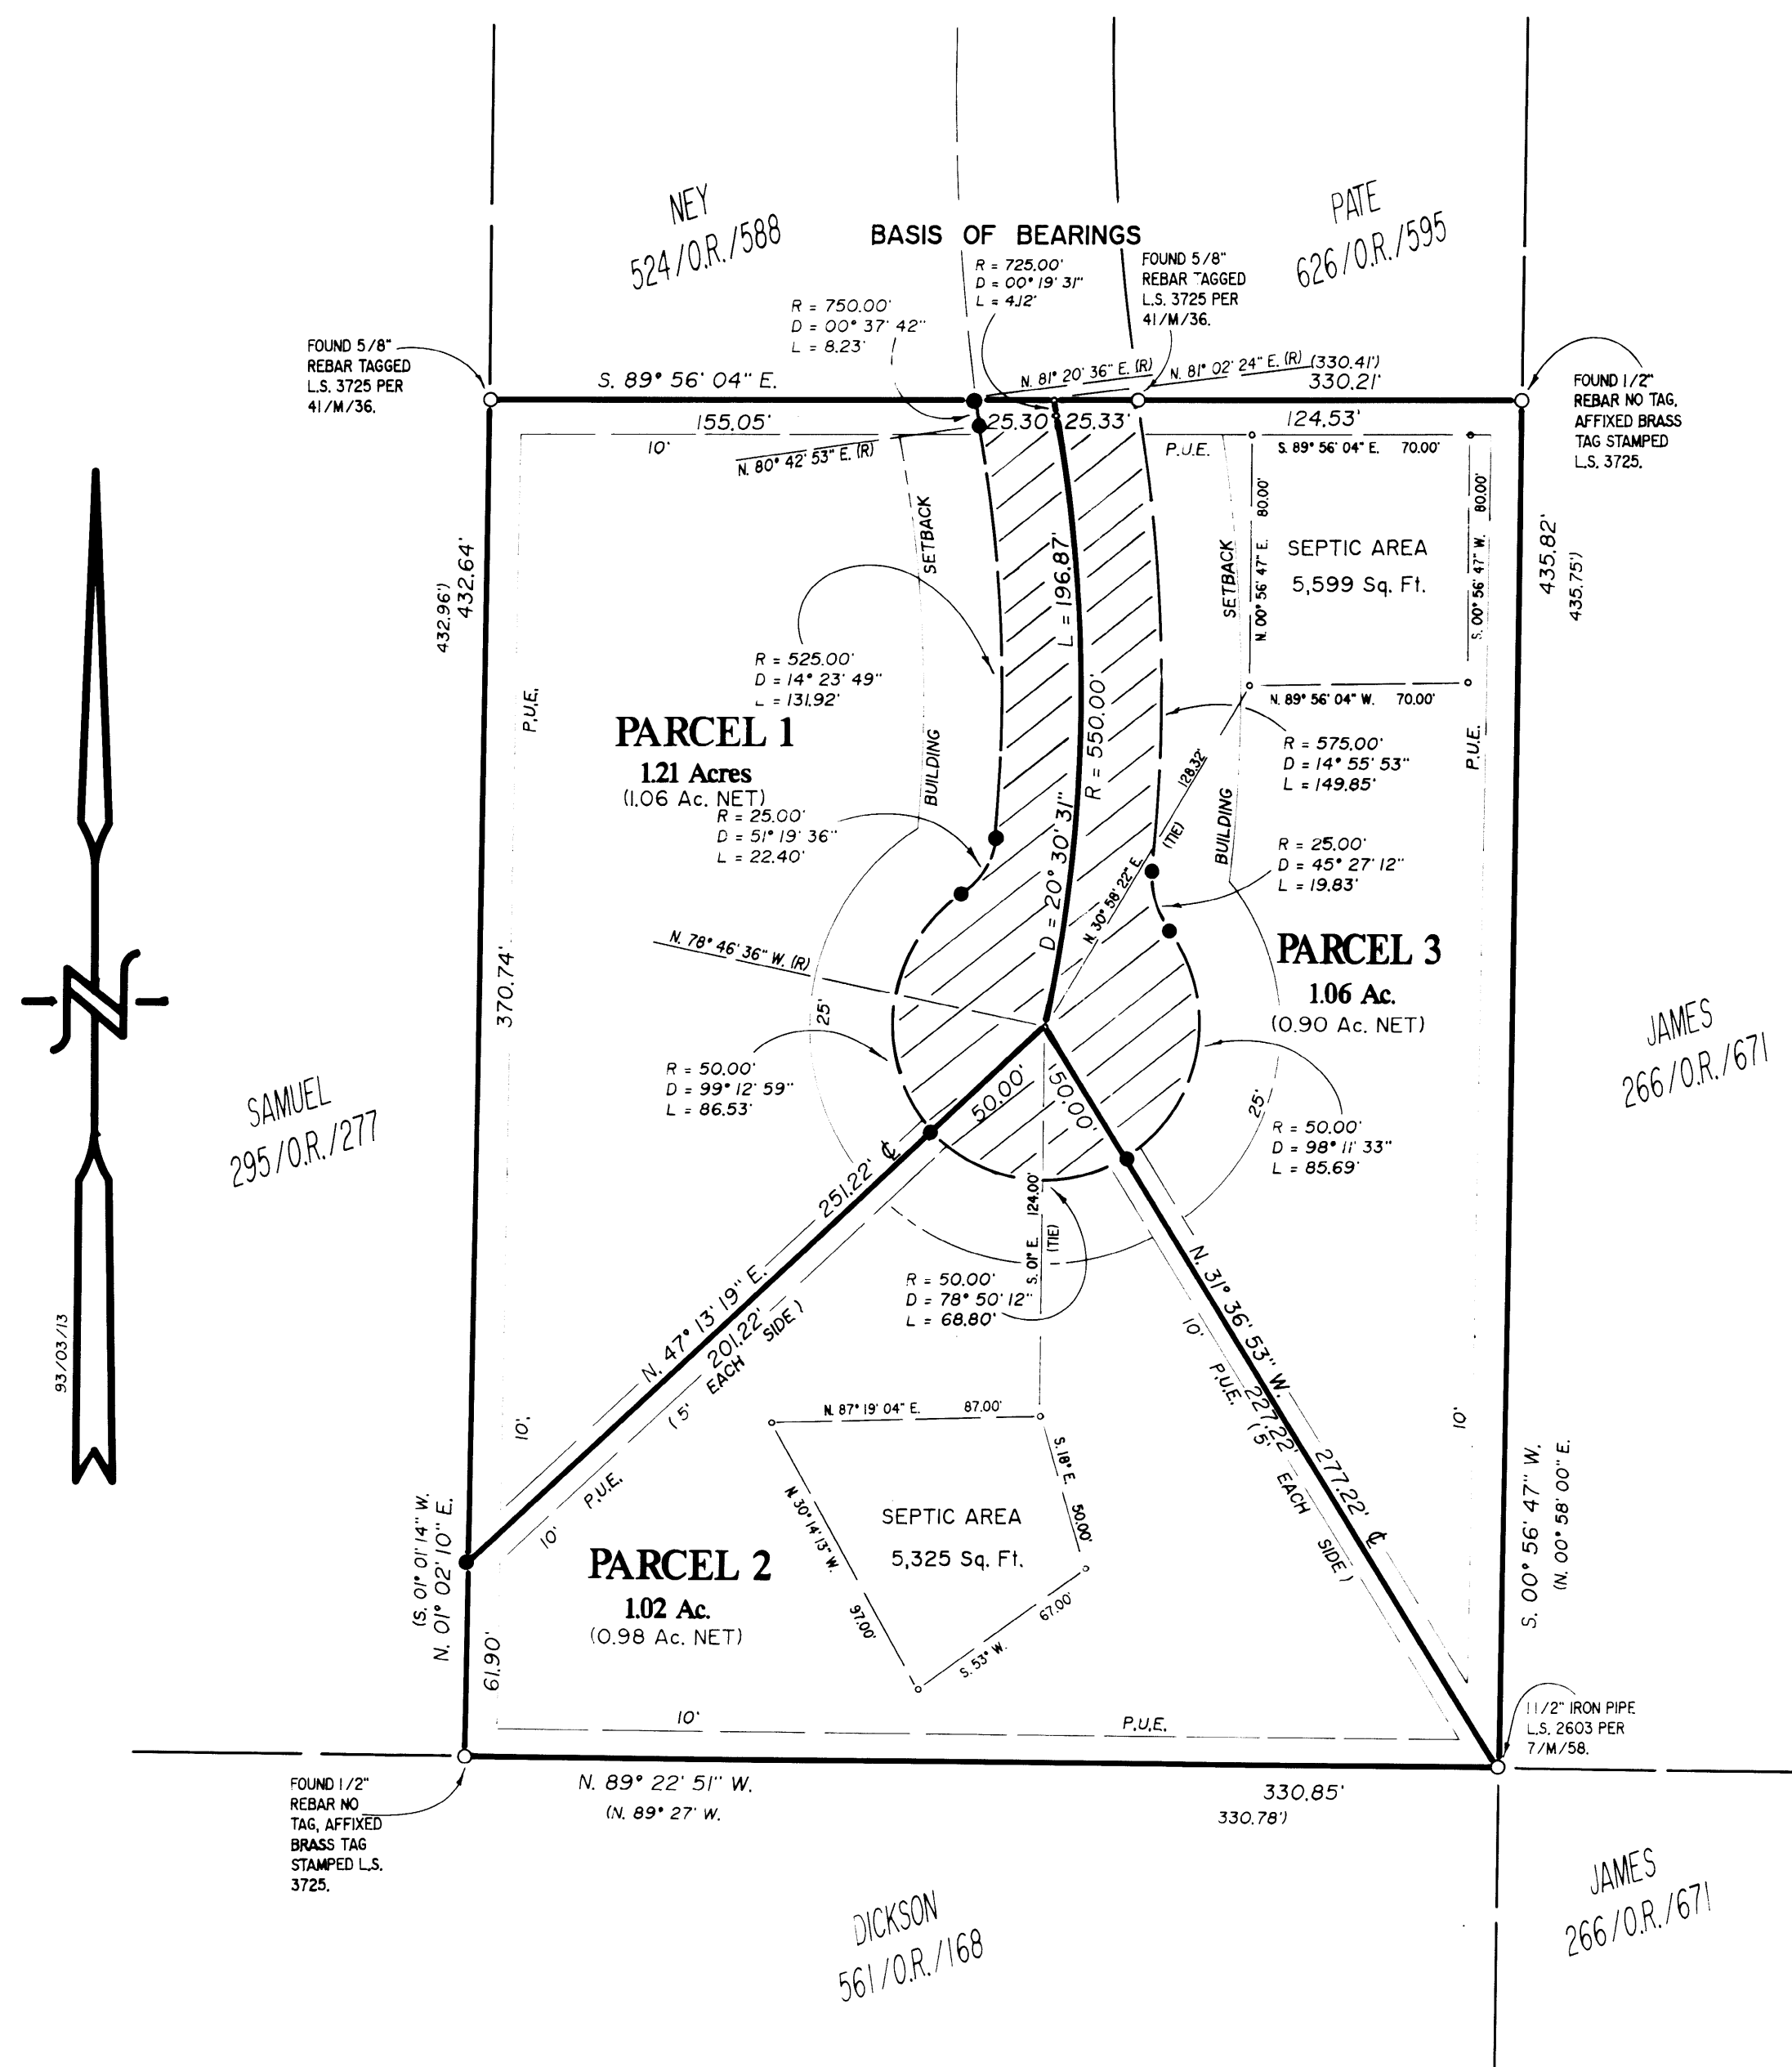 NEY
524/O.R./588
PATE
626/O.R./595
BASIS OF BEARINGS
R = 725.00'
D = 00° 19' 31"
L = 4.12'
FOUND 5/8"
REBAR TAGGED
L.S. 3725 PER
41/M/36.
R = 750.00'
D = 00° 37' 42"
L = 8.23'
FOUND 5/8"
REBAR TAGGED
L.S. 3725 PER
41/M/36.
S. 89° 56' 04" E.
N. 81° 20' 36" E. (R)
N. 81° 02' 24" E. (R)
(330.41')
330.21'
FOUND 1/2"
REBAR NO TAG,
AFFIXED BRASS
TAG STAMPED
L.S. 3725.
155.05'
25.30'
25.33'
124.53'
10'
N. 80° 42' 53" E. (R)
P.U.E.
S. 89° 56' 04" E. 70.00'
SETBACK
BUILDING
L = 196.87'
R = 550.00'
D = 20° 30' 31"
SETBACK
BUILDING
N. 00° 56' 47" E. 80.00'
S. 00° 56' 47" W. 80.00'
SEPTIC AREA
5,599 Sq. Ft.
N. 89° 56' 04" W. 70.00'
432.96')
432.64'
435.82'
435.75')
R = 525.00'
D = 14° 23' 49"
L = 131.92'
P.U.E.
PARCEL 1
1.21 Acres
(1.06 Ac. NET)
R = 25.00'
D = 51° 19' 36"
L = 22.40'
R = 575.00'
D = 14° 55' 53"
L = 149.85'
P.U.E.
128.32'
(TIE)
N. 30° 58' 22" E.
R = 25.00'
D = 45° 27' 12"
L = 19.83'
N. 78° 46' 36" W. (R)
PARCEL 3
1.06 Ac.
(0.90 Ac. NET)
370.74'
25'
R = 50.00'
D = 99° 12' 59"
L = 86.53'
50.00'
50.00'
25'
R = 50.00'
D = 98° 11' 33"
L = 85.69'
JAMES
266/O.R./671
SAMUEL
295/O.R./277
251.22' ℄
N. 47° 13' 19" E.
201.22'
( 5' EACH SIDE )
S. 01° E. 124.00'
(TIE)
R = 50.00'
D = 78° 50' 12"
L = 68.80'
N. 31° 36' 53" W.
227.22'
277.22' ℄
10' P.U.E. ( 5' EACH SIDE )
93/03/13
10'.
10'
10' P.U.E.
N. 87° 19' 04" E. 87.00'
S. 18° E. 50.00'
N. 30° 14' 13" W. 97.00'
S. 53° W. 67.00'
SEPTIC AREA
5,325 Sq. Ft.
PARCEL 2
1.02 Ac.
(0.98 Ac. NET)
(S. 01° 01' 14" W.
N. 01° 02' 10" E.
61.90'
S. 00° 56' 47" W.
(N. 00° 58' 00" E.
10'
P.U.E.
1 1/2" IRON PIPE
L.S. 2603 PER
7/M/58.
FOUND 1/2"
REBAR NO
TAG, AFFIXED
BRASS TAG
STAMPED L.S.
3725.
N. 89° 22' 51" W.
(N. 89° 27' W.
330.85'
330.78')
DICKSON
561/O.R./168
JAMES
266/O.R./671
N